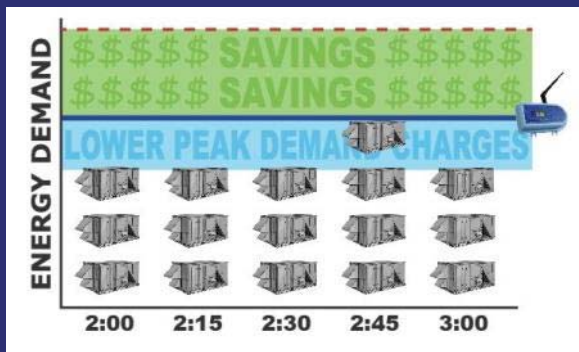 ENERGY DEMAND
$$$$$ SAVINGS $$$$$
$$$$$ SAVINGS $$$$$
LOWER PEAK DEMAND CHARGES
2:00 2:15 2:30 2:45 3:00